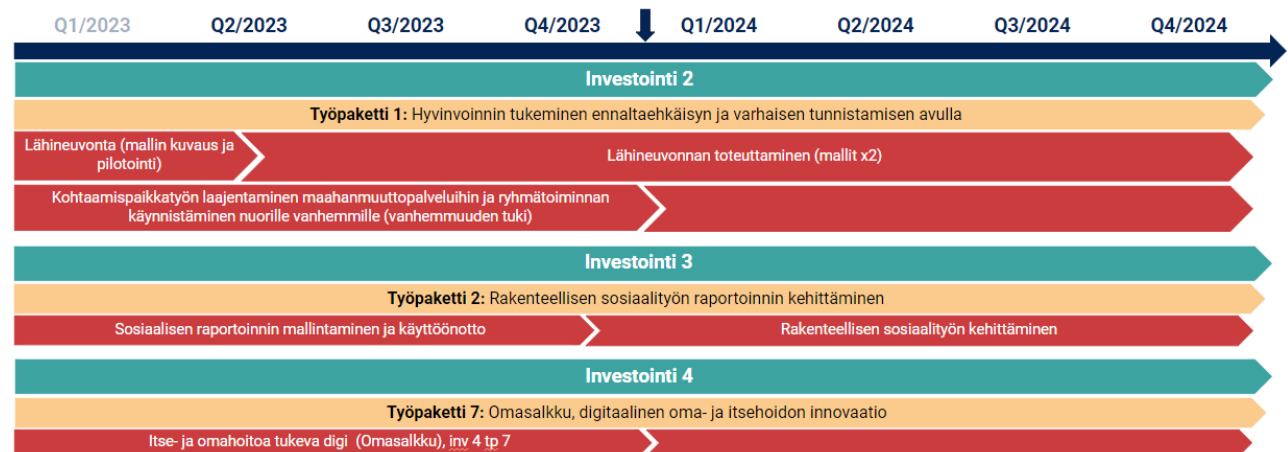 Q1/2023 Q2/2023 Q3/2023 Q4/2023 Q1/2024 Q2/2024 Q3/2024 Q4/2024
Investointi 2
Työpaketti 1: Hyvinvoinnin tukeminen ennaltaehkäisyn ja varhaisen tunnistamisen avulla
Lähineuvonta (mallin kuvaus ja
pilotointi)
Lähineuvonnan toteuttaminen (mallit x2)
Kohtaamispaikkatyön laajentaminen maahanmuuttopalveluihin ja ryhmätoiminnan
käynnistäminen nuorille vanhemmille (vanhemmuuden tuki)
Investointi 3
Työpaketti 2: Rakenteellisen sosiaalityön raportoinnin kehittäminen
Sosiaalisen raportoinnin mallintaminen ja käyttöönotto
Rakenteellisen sosiaalityön kehittäminen
Investointi 4
Työpaketti 7: Omasalkku, digitaalinen oma- ja itsehoidon innovaatio
Itse- ja omahoitoa tukeva digi (Omasalkku), inv 4 tp 7